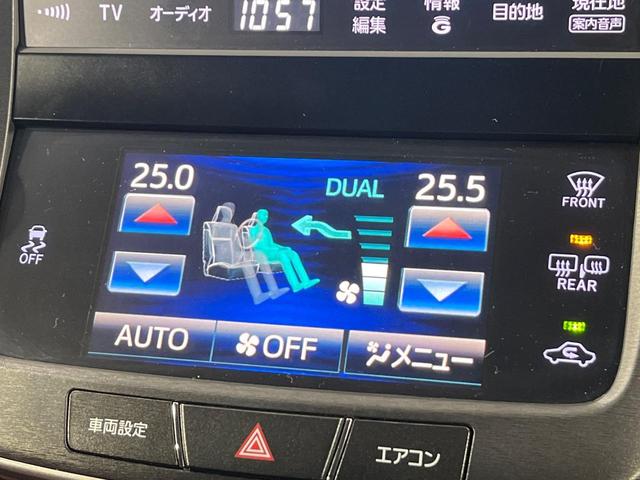 TV オーディオ 10:57 設定 編集 情報 G 目的地 現在地 案内音声
25.0 DUAL 25.5
FRONT
OFF
REAR
AUTO OFF メニュー
車両設定 エアコン